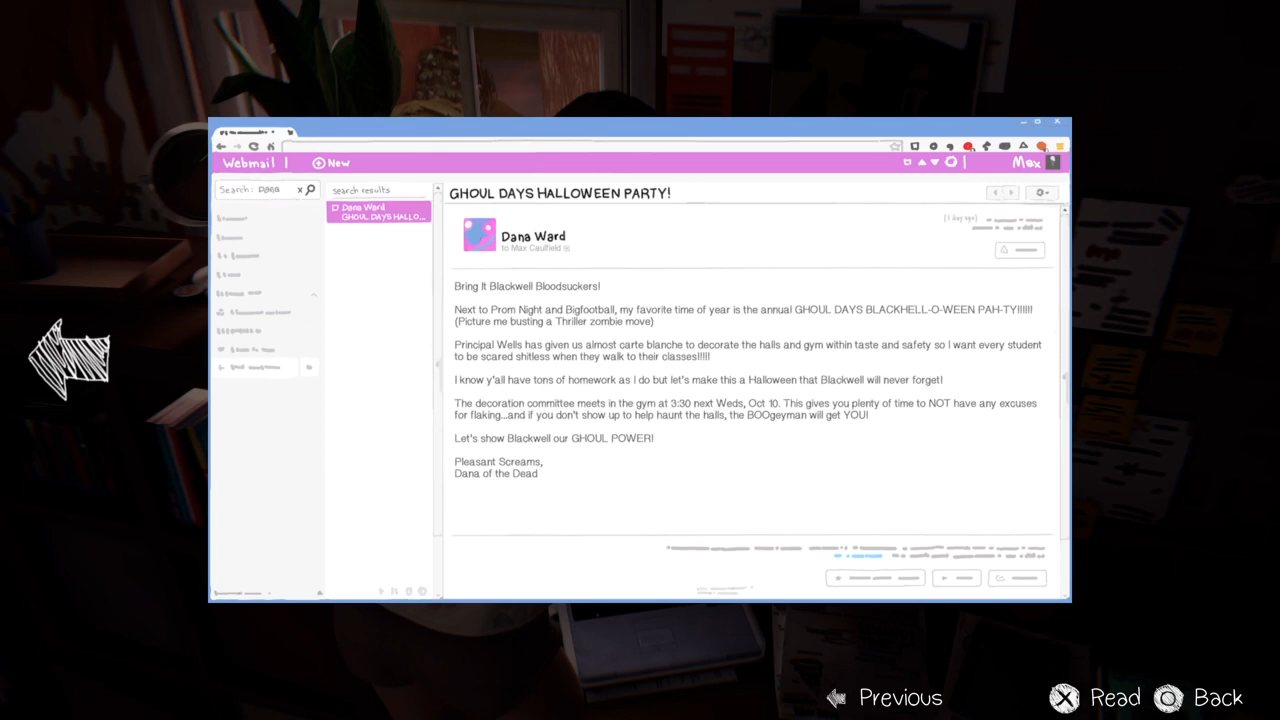 Webmail |
New
Max
Search: Dana
x
search results
Dana Ward
GHOUL DAYS HALLO...
GHOUL DAYS HALLOWEEN PARTY!
[1 day ago]
Dana Ward
to Max Caulfield
Bring It Blackwell Bloodsuckers!
Next to Prom Night and Bigfootball, my favorite time of year is the annual GHOUL DAYS BLACKHELL-O-WEEN PAH-TY!!!!!!
(Picture me busting a Thriller zombie move)
Principal Wells has given us almost carte blanche to decorate the halls and gym within taste and safety so I want every student
to be scared shitless when they walk to their classes!!!!!
I know y'all have tons of homework as I do but let's make this a Halloween that Blackwell will never forget!
The decoration committee meets in the gym at 3:30 next Weds, Oct 10. This gives you plenty of time to NOT have any excuses
for flaking...and if you don't show up to help haunt the halls, the BOOgeyman will get YOU!
Let's show Blackwell our GHOUL POWER!
Pleasant Screams,
Dana of the Dead
Previous
Read
Back